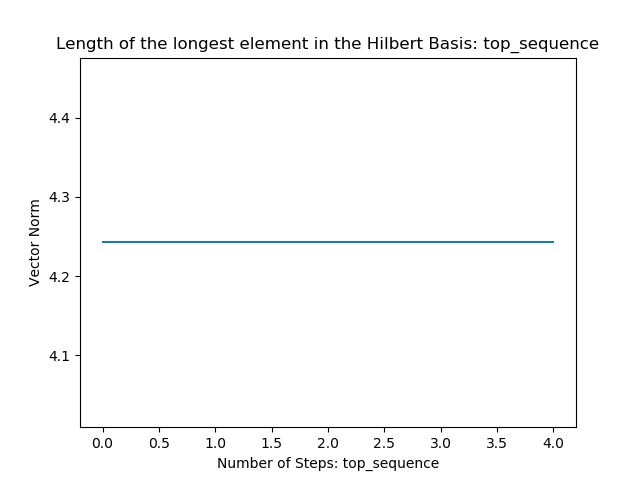 Length of the longest element in the Hilbert Basis: top_sequence
Vector Norm
4.4
4.3
4.2
4.1
0.0 0.5 1.0 1.5 2.0 2.5 3.0 3.5 4.0
Number of Steps: top_sequence